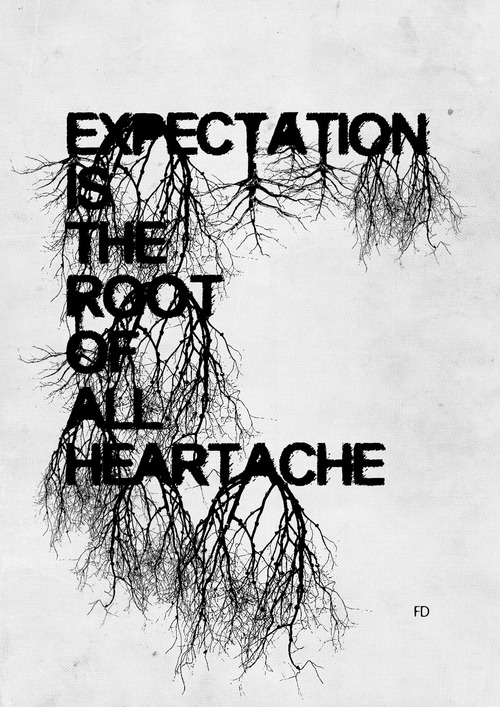 EXPECTATION
IS
THE
ROOT
OF
ALL
HEARTACHE
FD